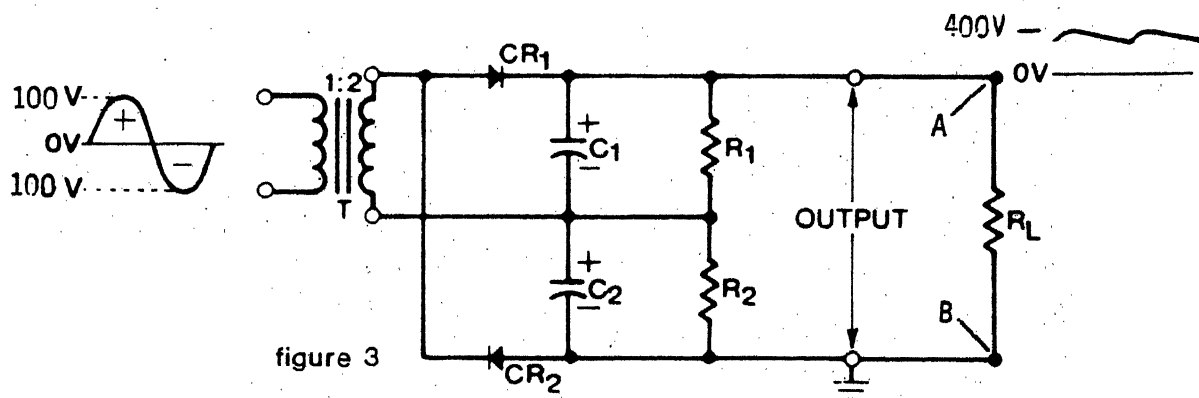 400V
CR1
1:2
0V
100 V
+
0V
A
+
C1
−
R1
−
100 V
T
OUTPUT
RL
+
C2
−
R2
B
figure 3
CR2